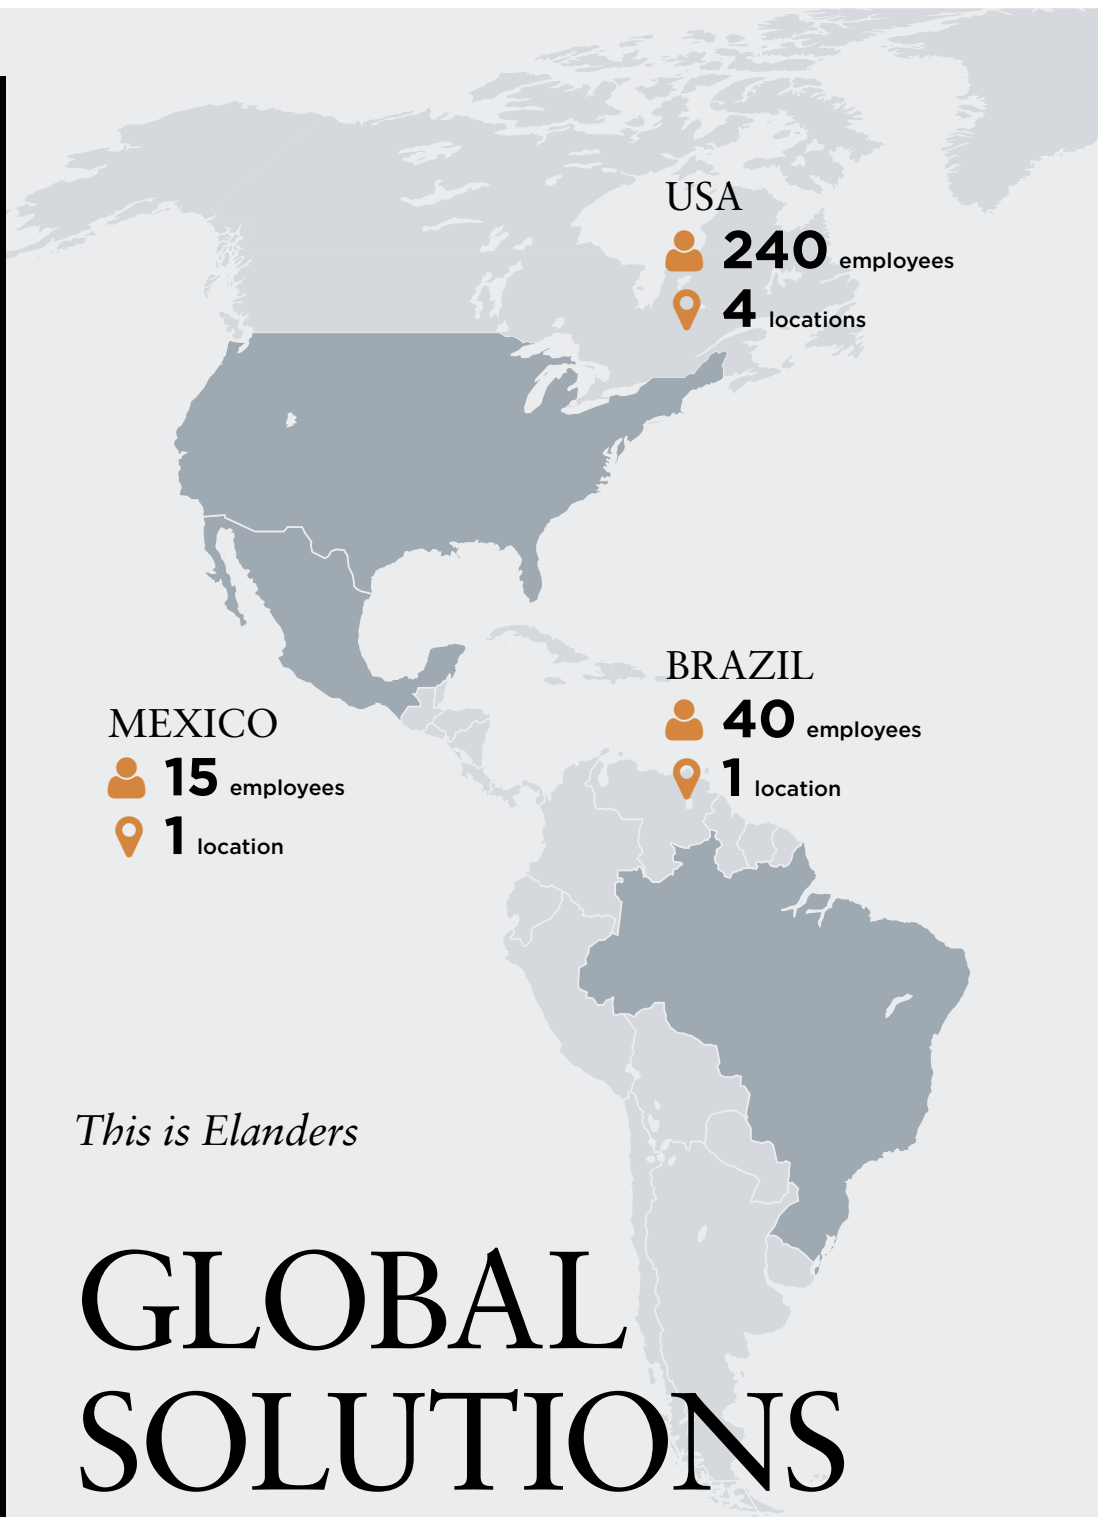 USA
240 employees
4 locations
BRAZIL
40 employees
1 location
MEXICO
15 employees
1 location
This is Elanders
GLOBAL
SOLUTIONS